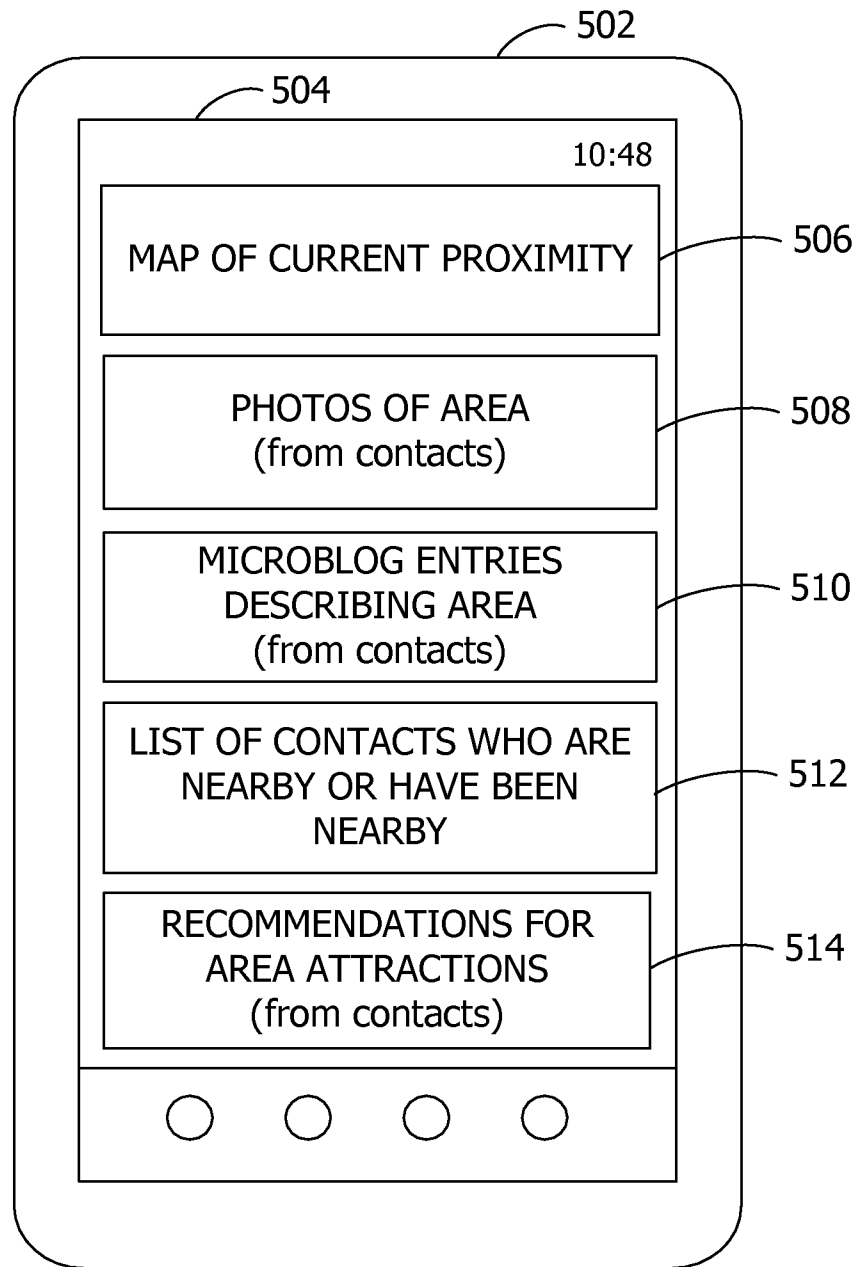 502
504
10:48
MAP OF CURRENT PROXIMITY
506
PHOTOS OF AREA
(from contacts)
508
MICROBLOG ENTRIES
DESCRIBING AREA
(from contacts)
510
LIST OF CONTACTS WHO ARE
NEARBY OR HAVE BEEN
NEARBY
512
RECOMMENDATIONS FOR
AREA ATTRACTIONS
(from contacts)
514